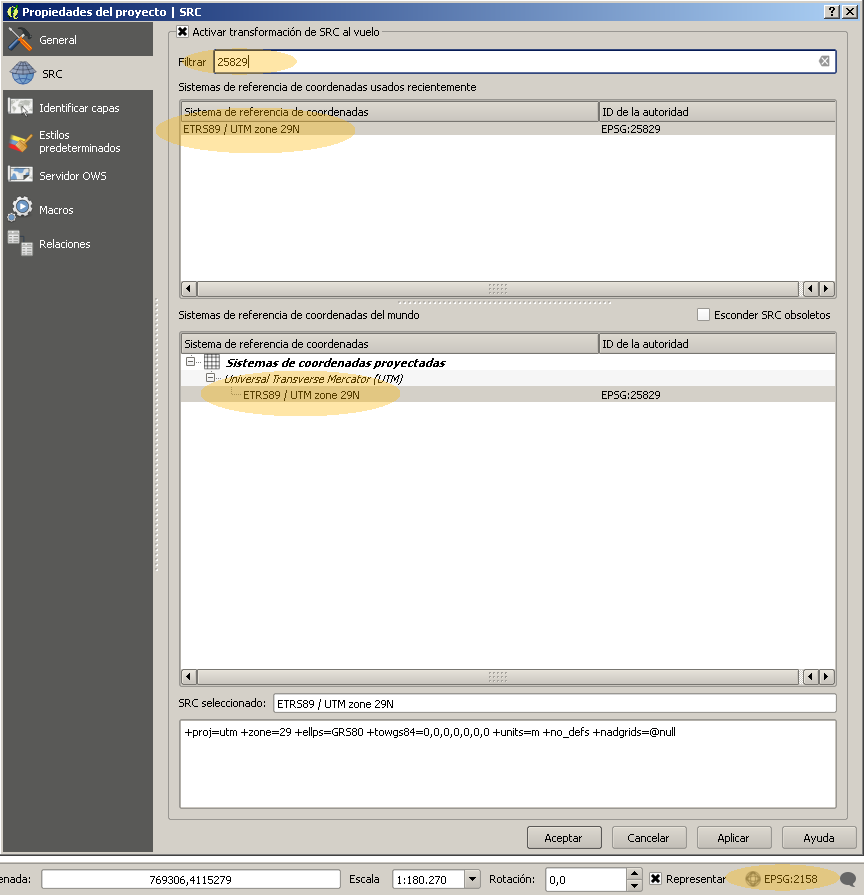 Propiedades del proyecto | SRC
General
SRC
Identificar capas
Estilos
predeterminados
Servidor OWS
Macros
Relaciones
Activar transformación de SRC al vuelo
Filtrar 25829
Sistemas de referencia de coordenadas usados recientemente
Sistema de referencia de coordenadas ID de la autoridad
ETRS89 / UTM zone 29N EPSG:25829
Sistemas de referencia de coordenadas del mundo Esconder SRC obsoletos
Sistema de referencia de coordenadas ID de la autoridad
Sistemas de coordenadas proyectadas
Universal Transverse Mercator (UTM)
ETRS89 / UTM zone 29N EPSG:25829
SRC seleccionado: ETRS89 / UTM zone 29N
+proj=utm +zone=29 +ellps=GRS80 +towgs84=0,0,0,0,0,0,0 +units=m +no_defs +nadgrids=@null
Aceptar Cancelar Aplicar Ayuda
enada: 769306,4115279 Escala 1:180.270 Rotación: 0,0 Representar EPSG:2158